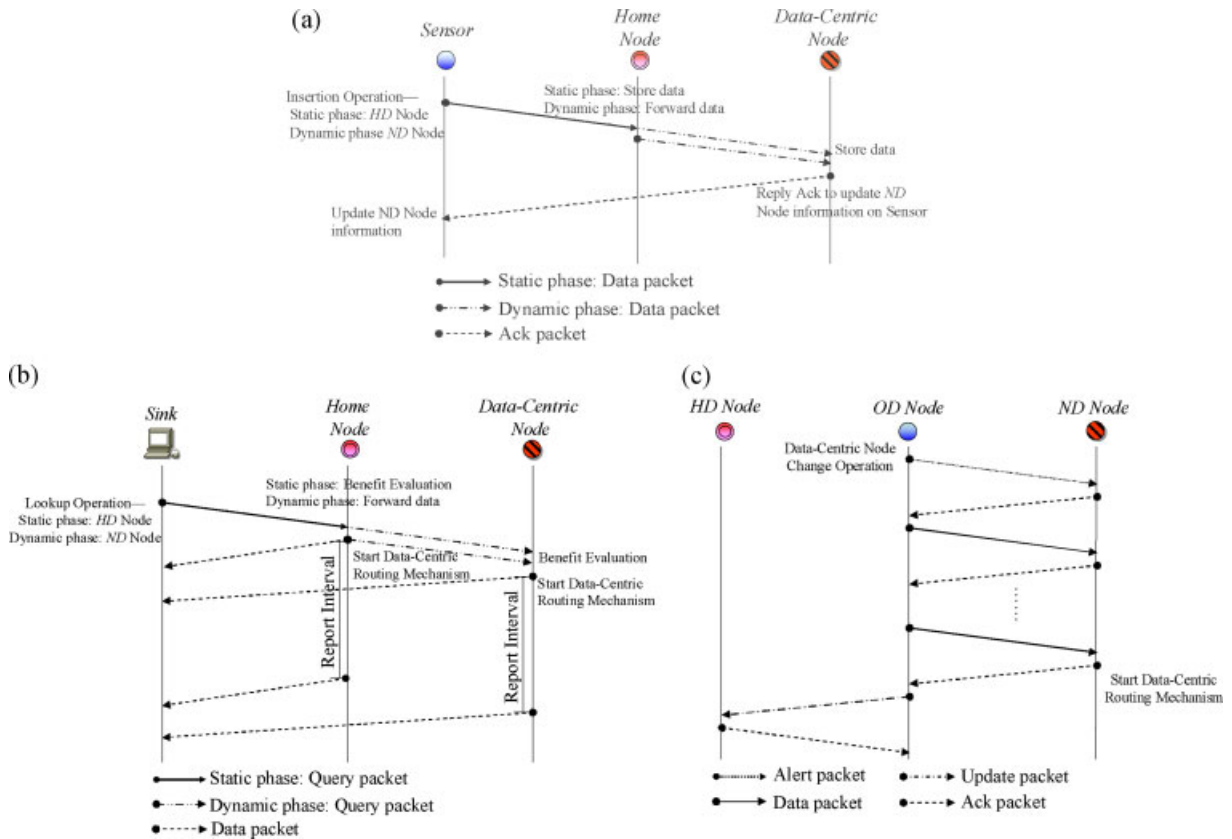 (a)
Sensor
Home
Node
Data-Centric
Node
Insertion Operation—
Static phase: HD Node
Dynamic phase ND Node
Static phase: Store data
Dynamic phase: Forward data
Store data
Reply Ack to update ND
Node information on Sensor
Update ND Node
information
Static phase: Data packet
Dynamic phase: Data packet
Ack packet
(b)
Sink
Home
Node
Data-Centric
Node
Lookup Operation—
Static phase: HD Node
Dynamic phase: ND Node
Static phase: Benefit Evaluation
Dynamic phase: Forward data
Benefit Evaluation
Start Data-Centric
Routing Mechanism
Start Data-Centric
Routing Mechanism
Report Interval
Report Interval
Static phase: Query packet
Dynamic phase: Query packet
Data packet
(c)
HD Node
OD Node
ND Node
Data-Centric Node
Change Operation
Start Data-Centric
Routing Mechanism
Alert packet
Update packet
Data packet
Ack packet